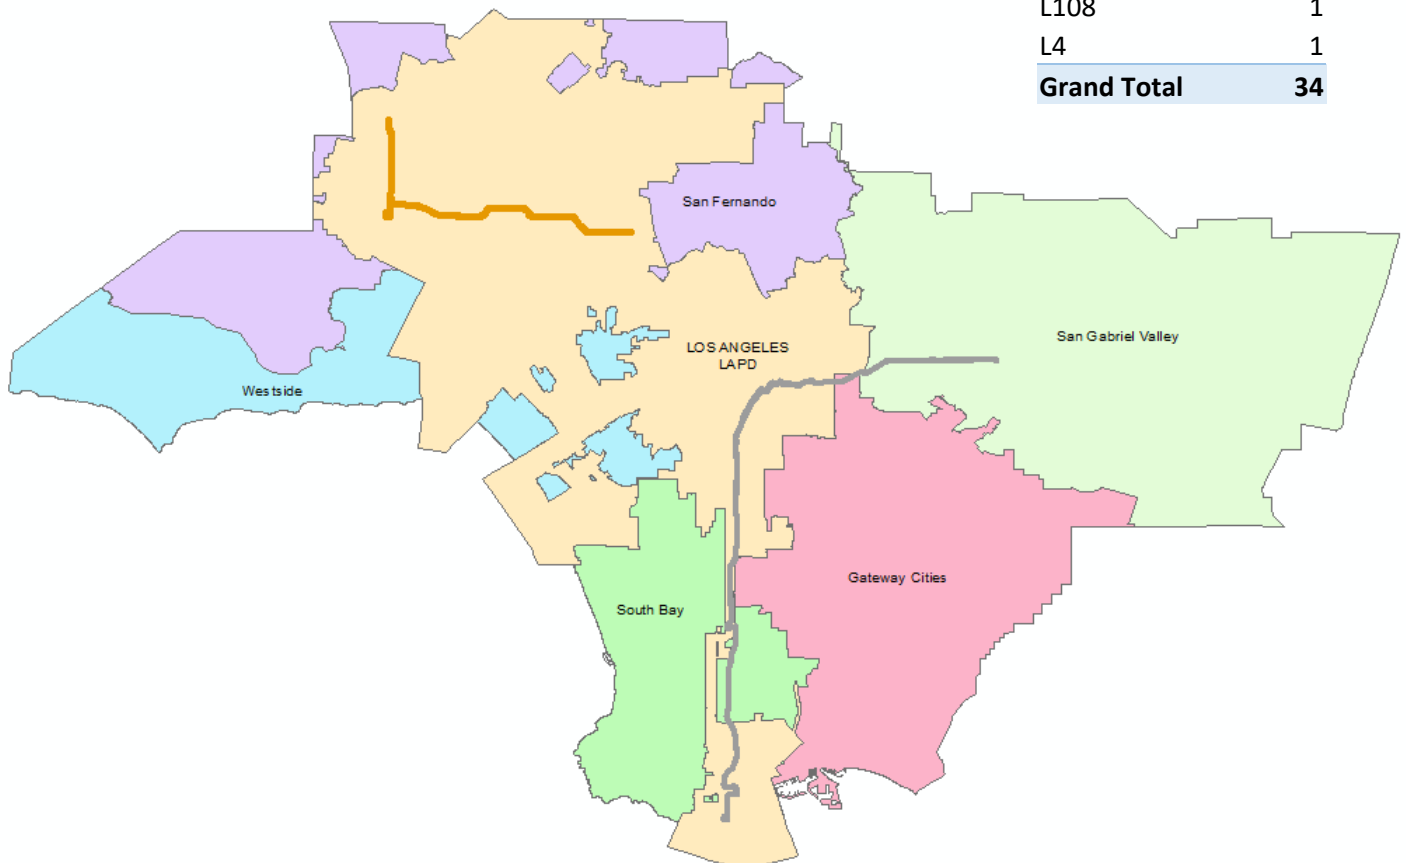 L108 1
L4 1
Grand Total 34
San Fernando
San Gabriel Valley
LOS ANGELES
LAPD
Westside
Gateway Cities
South Bay